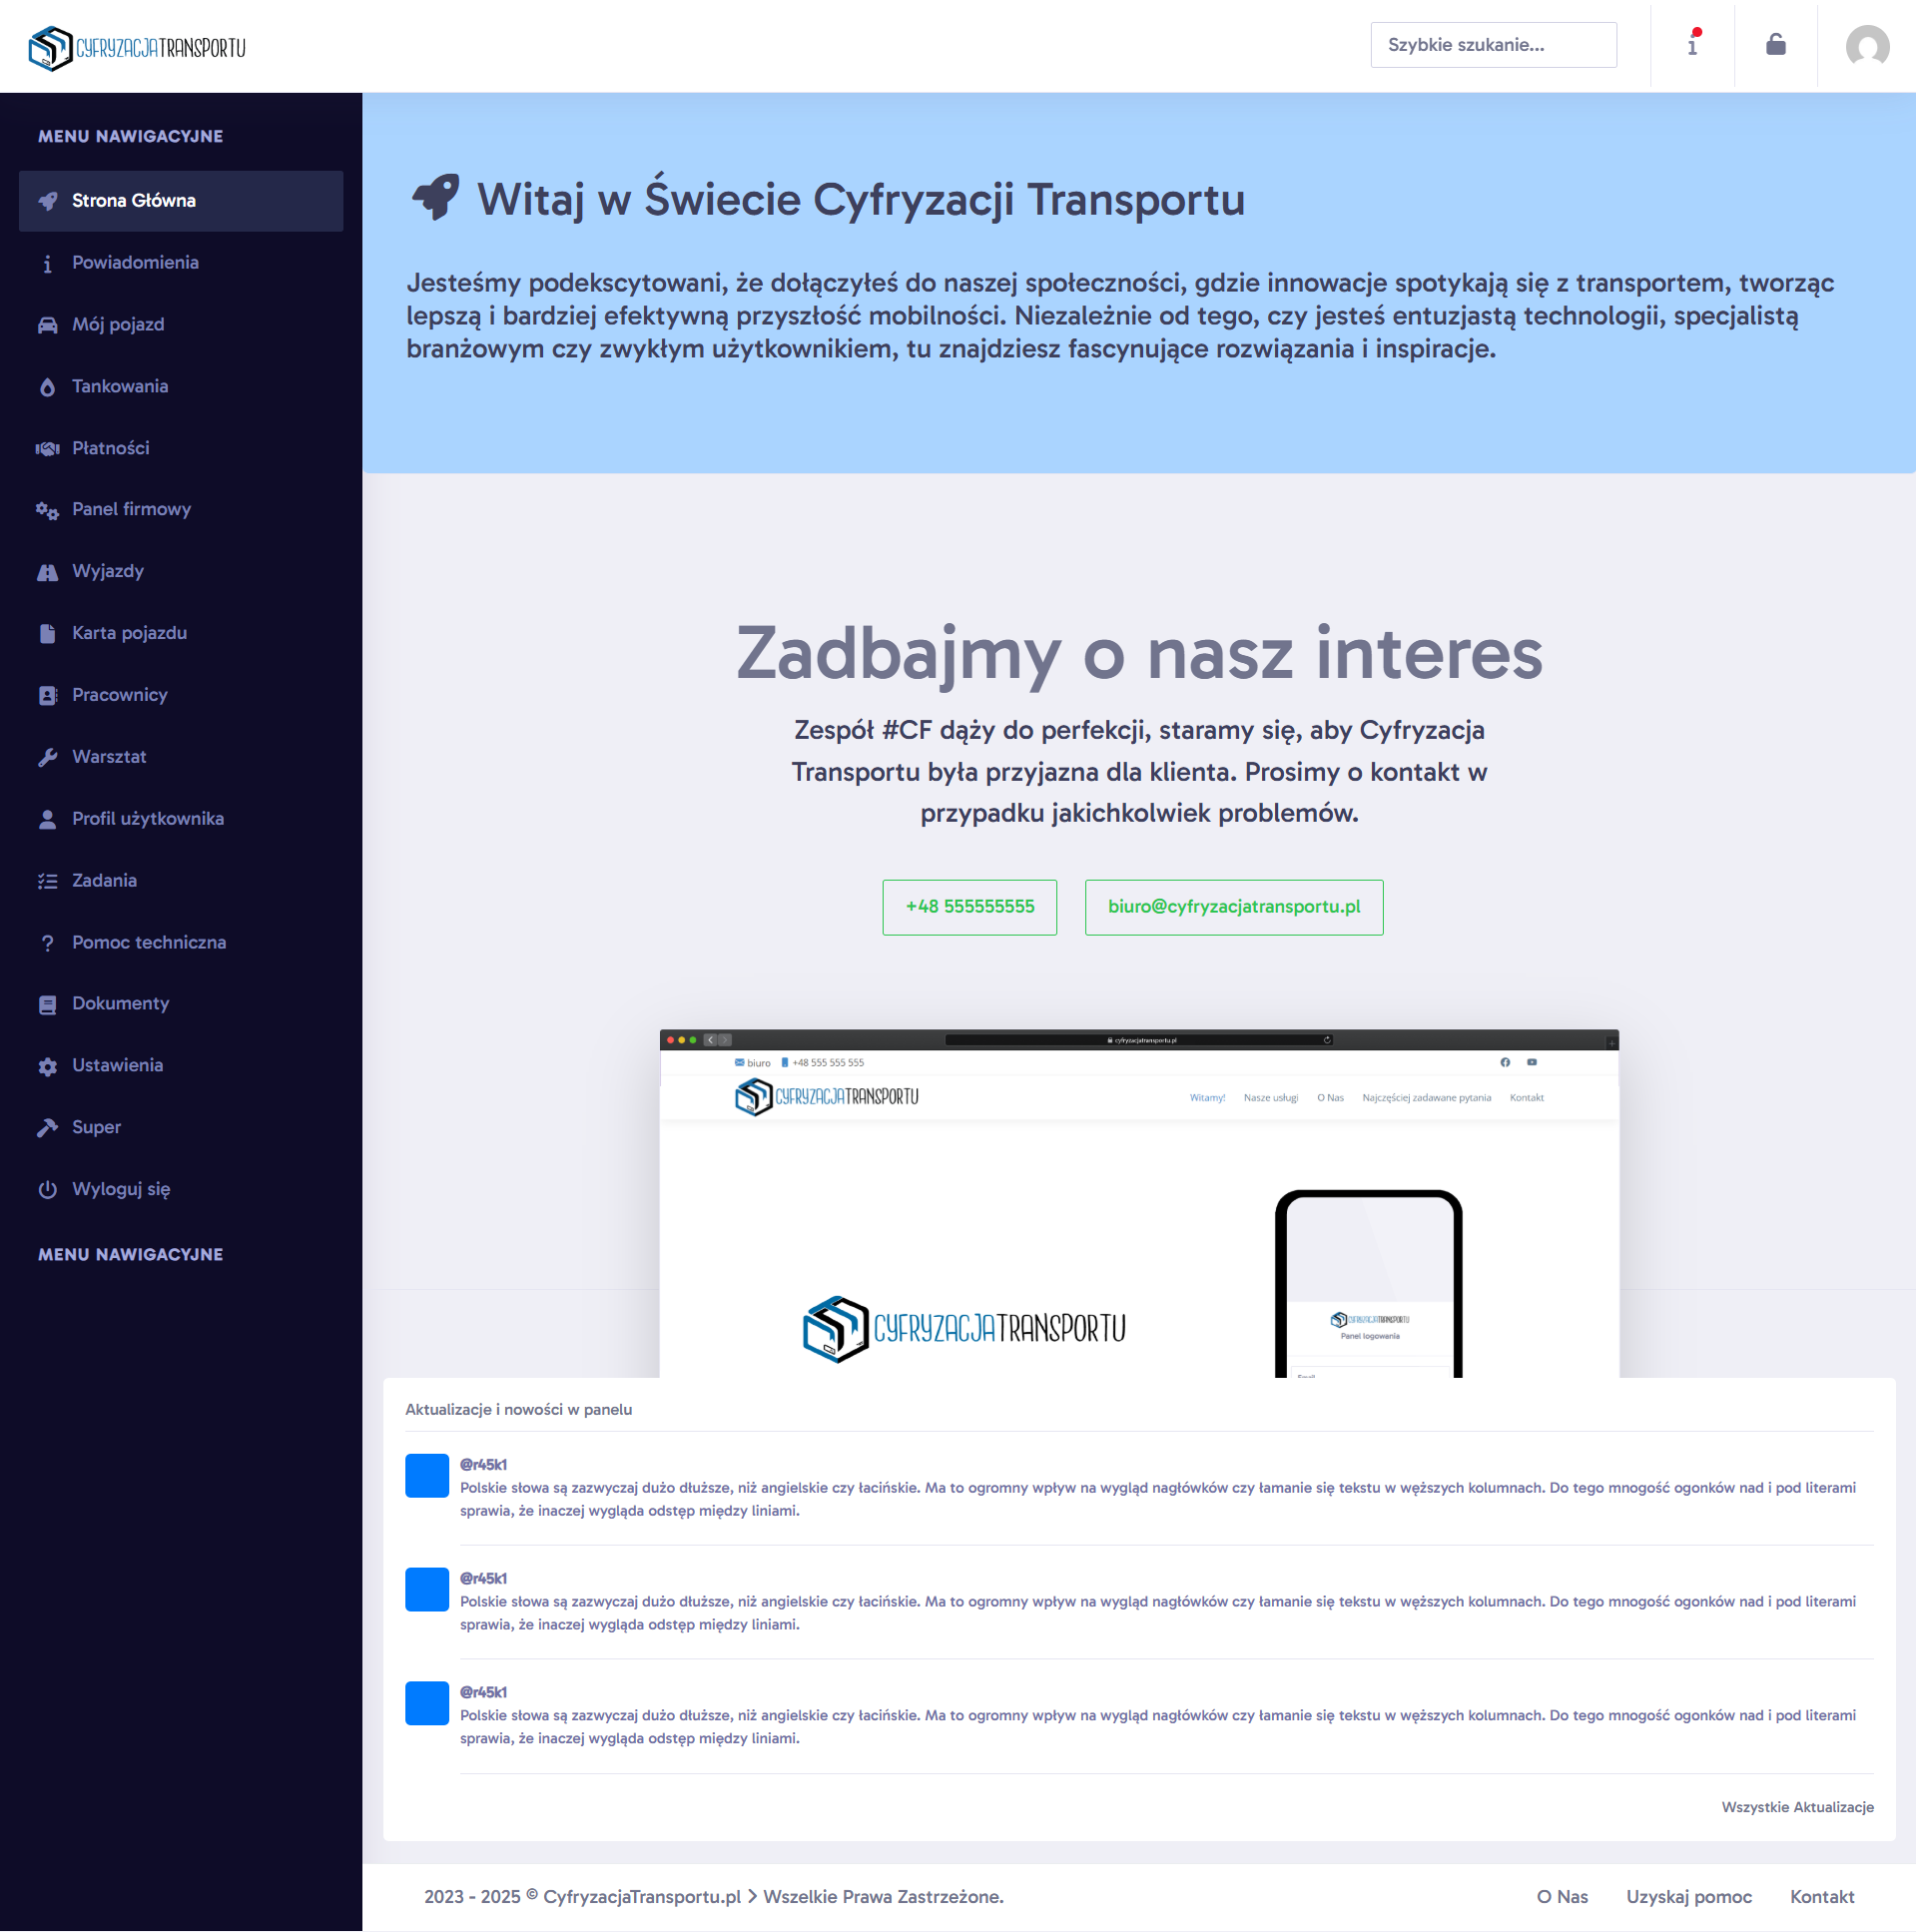 CYFRYZACJATRANSPORTU
Szybkie szukanie...
MENU NAWIGACYJNE
Strona Główna
Powiadomienia
Mój pojazd
Tankowania
Płatności
Panel firmowy
Wyjazdy
Karta pojazdu
Pracownicy
Warsztat
Profil użytkownika
Zadania
Pomoc techniczna
Dokumenty
Ustawienia
Super
Wyloguj się
MENU NAWIGACYJNE
Witaj w Świecie Cyfryzacji Transportu
Jesteśmy podekscytowani, że dołączyłeś do naszej społeczności, gdzie innowacje spotykają się z transportem, tworząc
lepszą i bardziej efektywną przyszłość mobilności. Niezależnie od tego, czy jesteś entuzjastą technologii, specjalistą
branżowym czy zwykłym użytkownikiem, tu znajdziesz fascynujące rozwiązania i inspiracje.
Zadbajmy o nasz interes
Zespół #CF dąży do perfekcji, staramy się, aby Cyfryzacja
Transportu była przyjazna dla klienta. Prosimy o kontakt w
przypadku jakichkolwiek problemów.
+48 555555555
biuro@cyfryzacjatransportu.pl
cyfryzacjatransportu.pl
biuro +48 555 555 555
CYFRYZACJATRANSPORTU
Witamy! Nasze usługi O Nas Najczęściej zadawane pytania Kontakt
CYFRYZACJATRANSPORTU
CYFRYZACJATRANSPORTU
Panel logowania
Email
Aktualizacje i nowości w panelu
@r45k1
Polskie słowa są zazwyczaj dużo dłuższe, niż angielskie czy łacińskie. Ma to ogromny wpływ na wygląd nagłówków czy łamanie się tekstu w węższych kolumnach. Do tego mnogość ogonków nad i pod literami
sprawia, że inaczej wygląda odstęp między liniami.
@r45k1
Polskie słowa są zazwyczaj dużo dłuższe, niż angielskie czy łacińskie. Ma to ogromny wpływ na wygląd nagłówków czy łamanie się tekstu w węższych kolumnach. Do tego mnogość ogonków nad i pod literami
sprawia, że inaczej wygląda odstęp między liniami.
@r45k1
Polskie słowa są zazwyczaj dużo dłuższe, niż angielskie czy łacińskie. Ma to ogromny wpływ na wygląd nagłówków czy łamanie się tekstu w węższych kolumnach. Do tego mnogość ogonków nad i pod literami
sprawia, że inaczej wygląda odstęp między liniami.
Wszystkie Aktualizacje
2023 - 2025 © CyfryzacjaTransportu.pl > Wszelkie Prawa Zastrzeżone.
O Nas Uzyskaj pomoc Kontakt